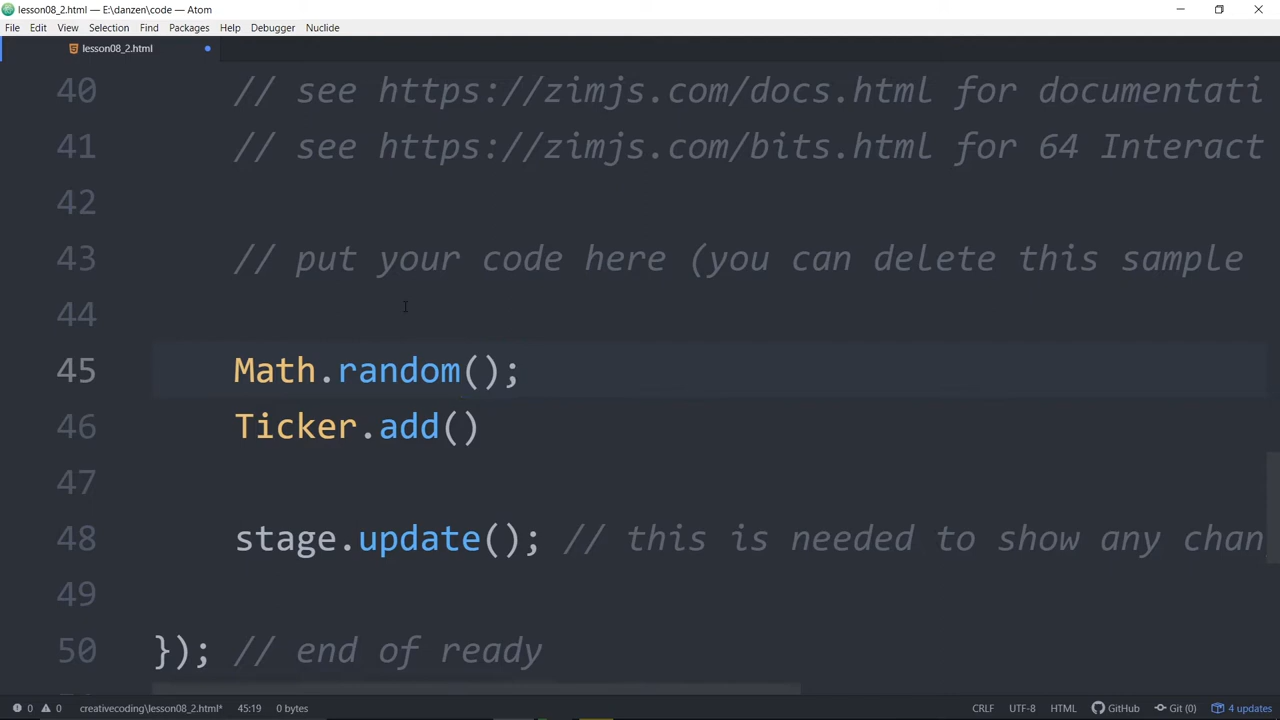 lesson08_2.html — E:\danzen\code — Atom
File Edit View Selection Find Packages Help Debugger Nuclide
lesson08_2.html
40 // see https://zimjs.com/docs.html for documentati
41 // see https://zimjs.com/bits.html for 64 Interact
42
43 // put your code here (you can delete this sample
44
45 Math.random();
46 Ticker.add()
47
48 stage.update(); // this is needed to show any chan
49
50 }); // end of ready
0 0 creativecoding\lesson08_2.html* 45:19 0 bytes CRLF UTF-8 HTML GitHub Git (0) 4 updates